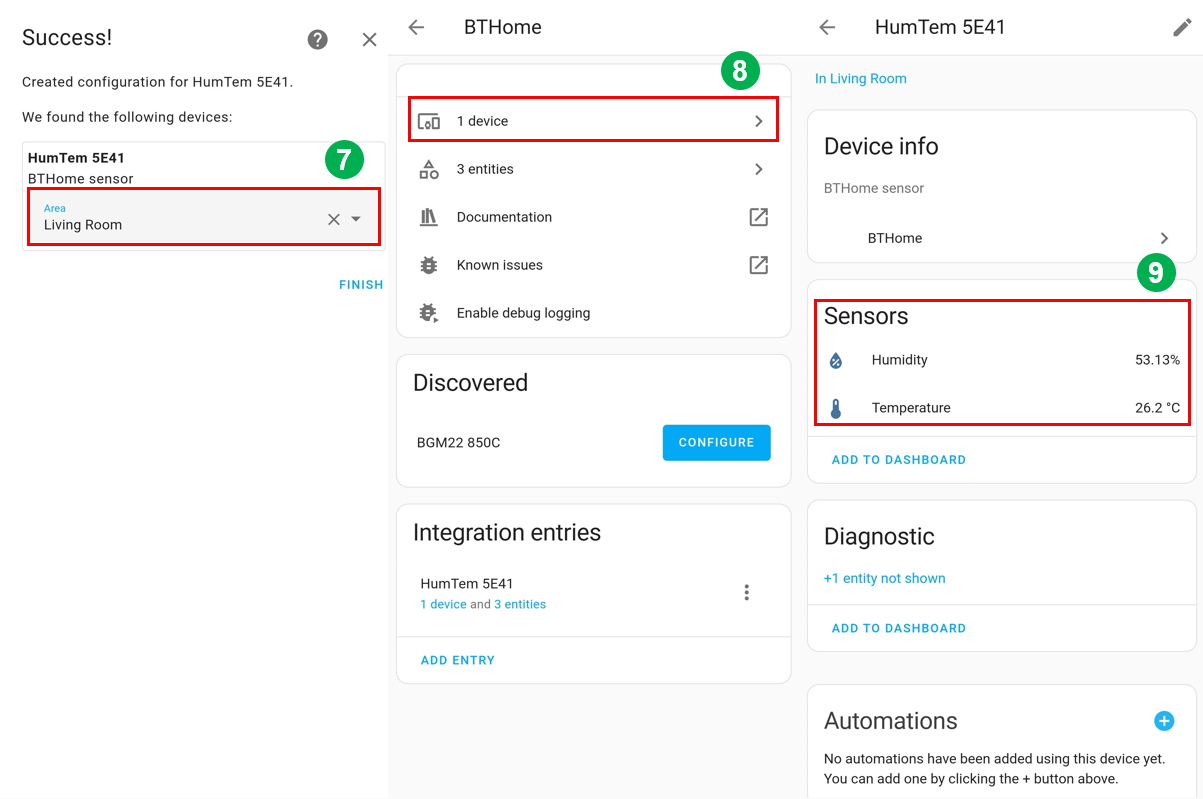 Success!
?
Created configuration for HumTem 5E41.
We found the following devices:
HumTem 5E41
7
BTHome sensor
Area
Living Room
FINISH
BTHome
8
1 device
3 entities
Documentation
Known issues
Enable debug logging
Discovered
BGM22 850C
CONFIGURE
Integration entries
HumTem 5E41
1 device and 3 entities
ADD ENTRY
HumTem 5E41
In Living Room
Device info
BTHome sensor
BTHome
9
Sensors
Humidity 53.13%
Temperature 26.2 °C
ADD TO DASHBOARD
Diagnostic
+1 entity not shown
ADD TO DASHBOARD
Automations
No automations have been added using this device yet.
You can add one by clicking the + button above.